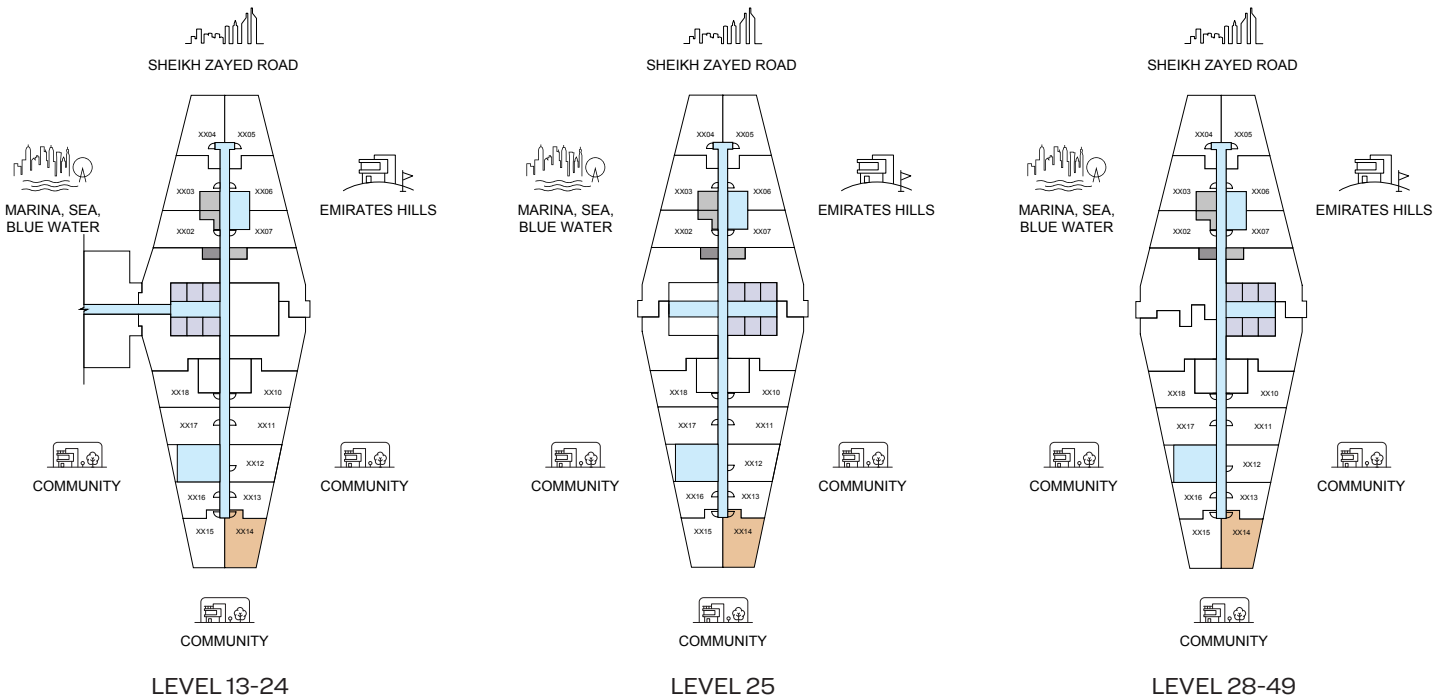 SHEIKH ZAYED ROAD
XX04
XX05
MARINA, SEA,
BLUE WATER
XX03
XX06
EMIRATES HILLS
XX02
XX07
XX18
XX10
XX17
XX11
COMMUNITY
XX12
COMMUNITY
XX16
XX13
XX15
XX14
COMMUNITY
LEVEL 13-24
SHEIKH ZAYED ROAD
XX04
XX05
MARINA, SEA,
BLUE WATER
XX03
XX06
EMIRATES HILLS
XX02
XX07
XX18
XX10
XX17
XX11
COMMUNITY
XX12
COMMUNITY
XX16
XX13
XX15
XX14
COMMUNITY
LEVEL 25
SHEIKH ZAYED ROAD
XX04
XX05
MARINA, SEA,
BLUE WATER
XX03
XX06
EMIRATES HILLS
XX02
XX07
XX18
XX10
XX17
XX11
COMMUNITY
XX12
COMMUNITY
XX16
XX13
XX15
XX14
COMMUNITY
LEVEL 28-49